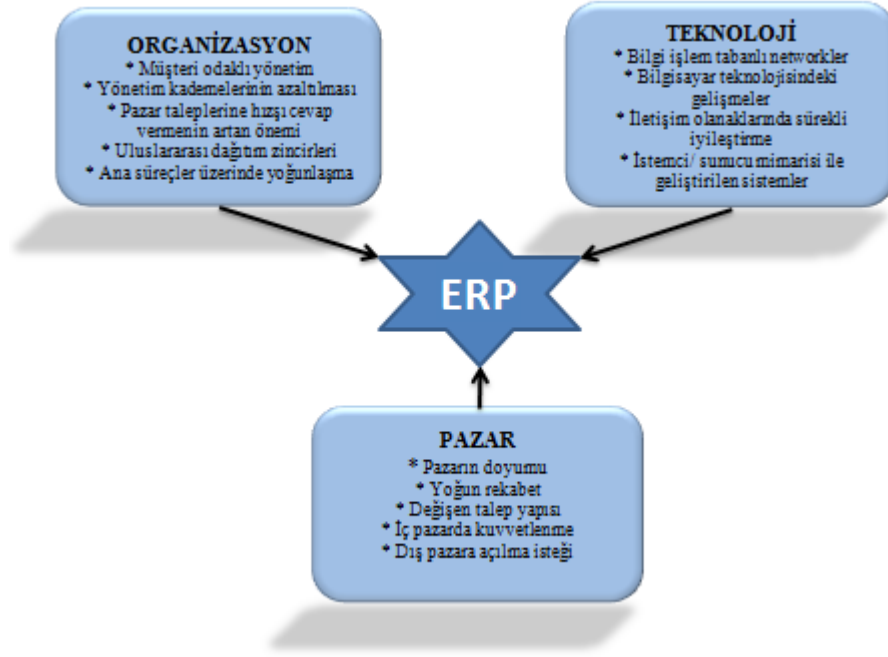 ORGANİZASYON
* Müşteri odaklı yönetim
* Yönetim kademelerinin azaltılması
* Pazar taleplerine hızşı cevap
vermenin artan önemi
* Uluslararası dağıtım zincirleri
* Ana süreçler üzerinde yoğunlaşma
TEKNOLOJİ
* Bilgi işlem tabanlı networkler
* Bilgisayar teknolojisindeki
gelişmeler
* İletişim olanaklarında sürekli
iyileştirme
* İstemci/ sunucu mimarisi ile
geliştirilen sistemler
ERP
PAZAR
* Pazarın doyumu
* Yoğun rekabet
* Değişen talep yapısı
* İç pazarda kuvvetlenme
* Dış pazara açılma isteği